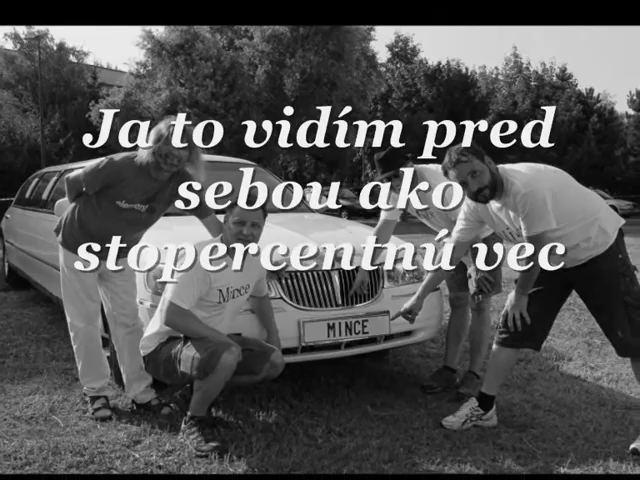 Ja to vidím pred
sebou ako
stopercentnú vec
Mince
MINCE